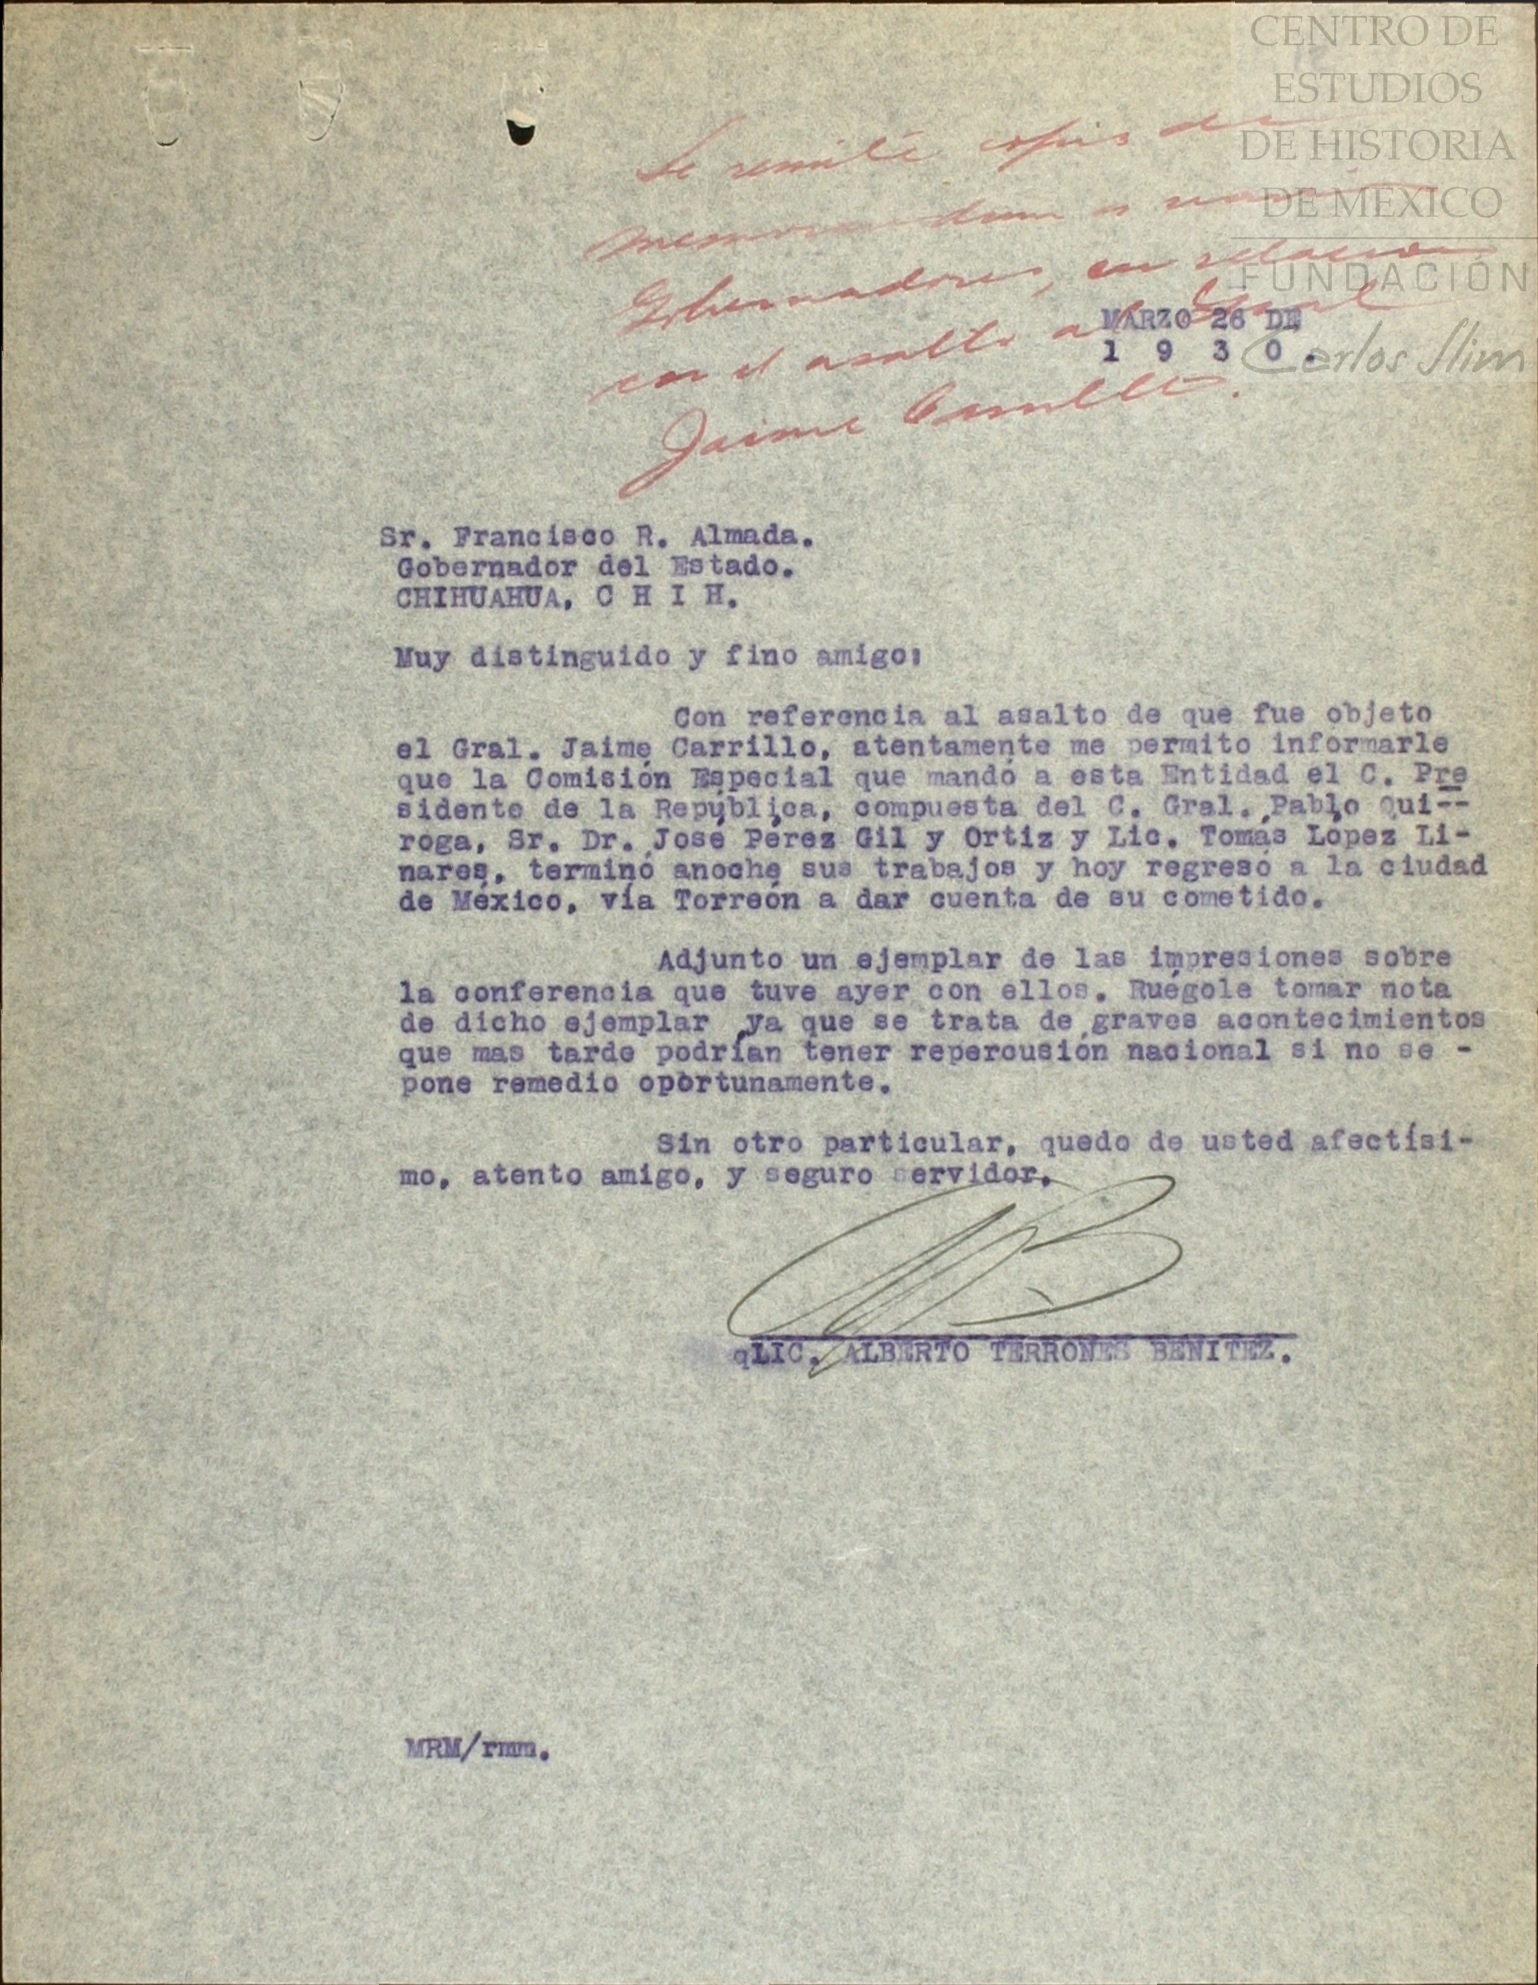 CENTRO DE
ESTUDIOS
DE HISTORIA
DE MEXICO
FUNDACIÓN
Carlos Slim
Se remite copia de
memorandum a varios
Gobernadores, en relacion
con el asalto al Gral
Jaime Carrillo.
MARZO 26 DE
1 9 3 0.
Sr. Francisco R. Almada.
Gobernador del Estado.
CHIHUAHUA, C H I H.
Muy distinguido y fino amigo:
Con referencia al asalto de que fue objeto
el Gral. Jaime Carrillo, atentamente me permito informarle
que la Comisión Especial que mandó a esta Entidad el C. Pre
sidente de la República, compuesta del C. Gral. Pablo Qui--
roga, Sr. Dr. José Pérez Gil y Ortiz y Lic. Tomás López Li-
nares, terminó anoche sus trabajos y hoy regresó a la ciudad
de México, vía Torreón a dar cuenta de su cometido.
Adjunto un ejemplar de las impresiones sobre
la conferencia que tuve ayer con ellos. Ruégole tomar nota
de dicho ejemplar ya que se trata de graves acontecimientos
que mas tarde podrían tener repercusión nacional si no se -
pone remedio oportunamente.
Sin otro particular, quedo de usted afectísi-
mo, atento amigo, y seguro servidor.
qLIC. ALBERTO TERRONES BENITEZ.
MRM/rmm.